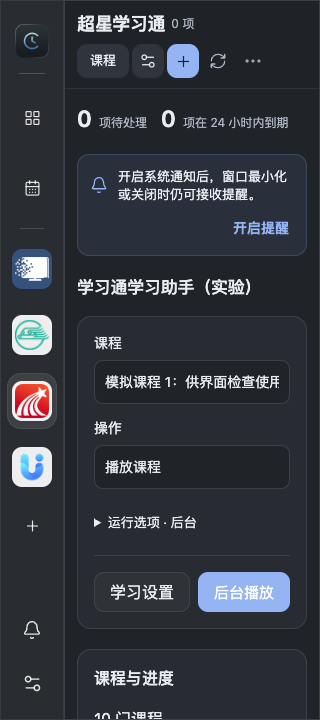 超星学习通 0 项
课程
0 项待处理 0 项在 24 小时内到期
开启系统通知后，窗口最小化
或关闭时仍可接收提醒。
开启提醒
学习通学习助手（实验）
课程
模拟课程 1：供界面检查使用
操作
播放课程
运行选项 · 后台
学习设置 后台播放
课程与进度
10 门课程